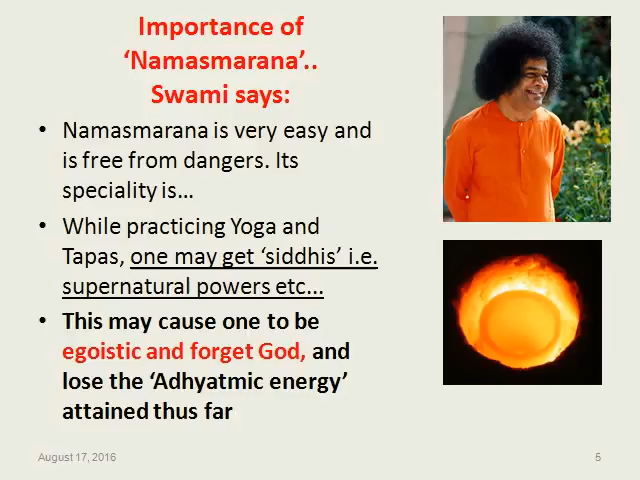 Importance of
‘Namasmarana’..
Swami says:
• Namasmarana is very easy and
is free from dangers. Its
speciality is…
• While practicing Yoga and
Tapas, one may get ‘siddhis’ i.e.
supernatural powers etc...
• This may cause one to be
egoistic and forget God, and
lose the ‘Adhyatmic energy’
attained thus far
August 17, 2016
5